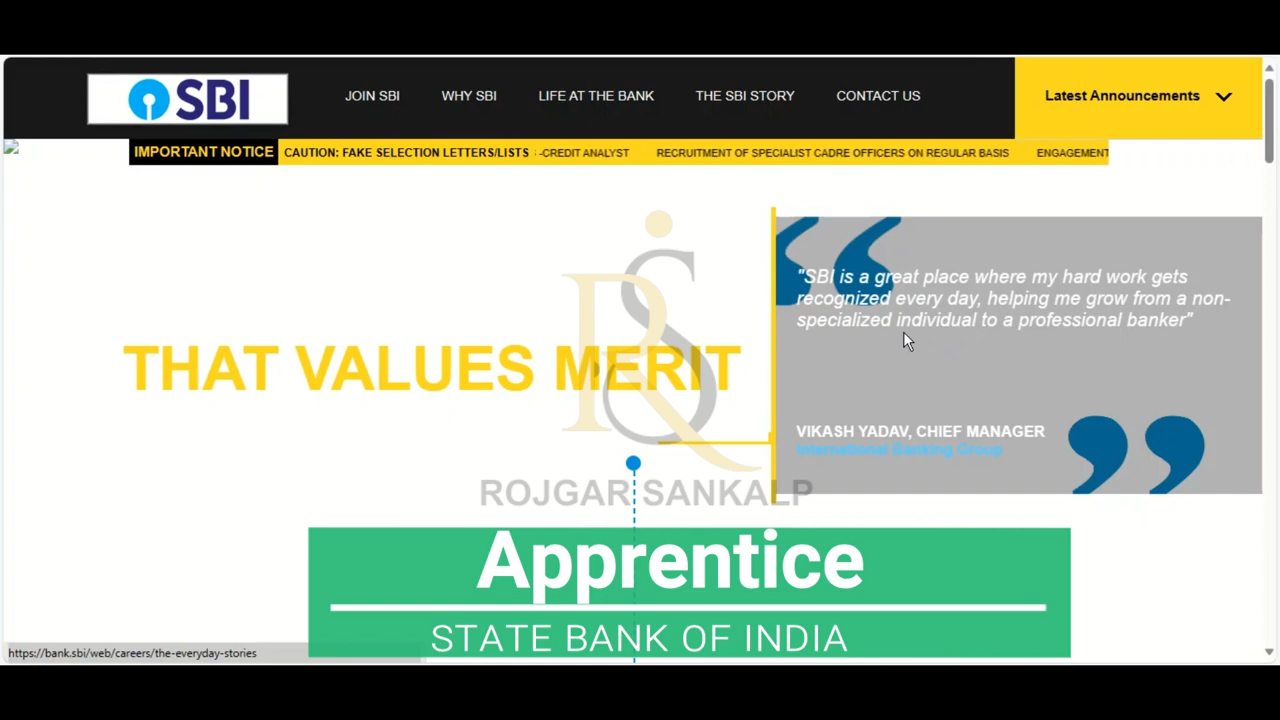 SBI
JOIN SBI
WHY SBI
LIFE AT THE BANK
THE SBI STORY
CONTACT US
Latest Announcements
IMPORTANT NOTICE
CAUTION: FAKE SELECTION LETTERS/LISTS
-CREDIT ANALYST
RECRUITMENT OF SPECIALIST CADRE OFFICERS ON REGULAR BASIS
ENGAGEMENT
"SBI is a great place where my hard work gets
recognized every day, helping me grow from a non-
specialized individual to a professional banker"
THAT VALUES MERIT
VIKASH YADAV, CHIEF MANAGER
International Banking Group
RS
ROJGAR SANKALP
Apprentice
STATE BANK OF INDIA
https://bank.sbi/web/careers/the-everyday-stories